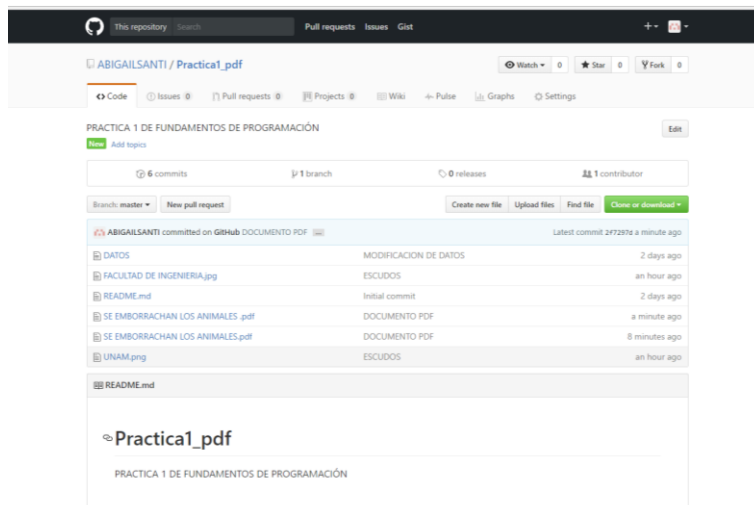 This repository Search Pull requests Issues Gist
ABIGAILSANTI / Practica1_pdf Watch 0 Star 0 Fork 0
Code Issues 0 Pull requests 0 Projects 0 Wiki Pulse Graphs Settings
PRACTICA 1 DE FUNDAMENTOS DE PROGRAMACIÓN Edit
New Add topics
6 commits 1 branch 0 releases 1 contributor
Branch: master New pull request Create new file Upload files Find file Clone or download
ABIGAILSANTI committed on GitHub DOCUMENTO PDF Latest commit 2f7297d a minute ago
DATOS MODIFICACION DE DATOS 2 days ago
FACULTAD DE INGENIERIA.jpg ESCUDOS an hour ago
README.md Initial commit 2 days ago
SE EMBORRACHAN LOS ANIMALES .pdf DOCUMENTO PDF a minute ago
SE EMBORRACHAN LOS ANIMALES.pdf DOCUMENTO PDF 8 minutes ago
UNAM.png ESCUDOS an hour ago
README.md
Practica1_pdf
PRACTICA 1 DE FUNDAMENTOS DE PROGRAMACIÓN